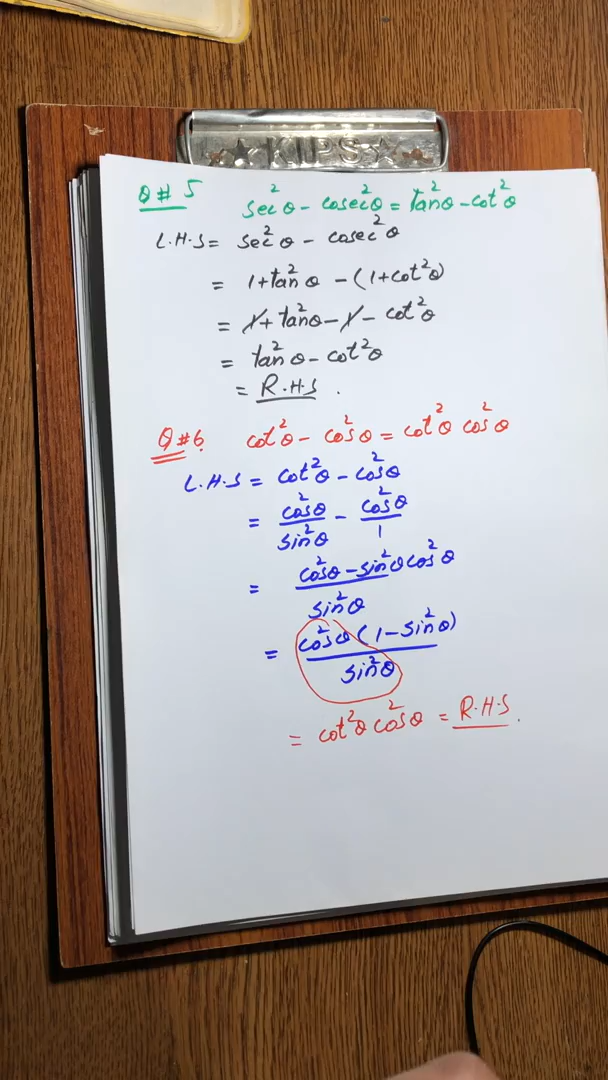 ★KIPS★
Q# 5 sec²θ - cosec²θ = tan²θ - cot²θ
L.H.S = sec²θ - cosec²θ
= 1+tan²θ - (1+cot²θ)
= 1+tan²θ - 1 - cot²θ
= tan²θ - cot²θ
= R.H.S .
Q#6 cot²θ - cos²θ = cot²θ cos²θ
L.H.S = cot²θ - cos²θ
= cos²θ/sin²θ - cos²θ/1
= cos²θ - sin²θ cos²θ/sin²θ
= cos²θ (1 - sin²θ)/sin²θ
= cot²θ cos²θ = R.H.S .